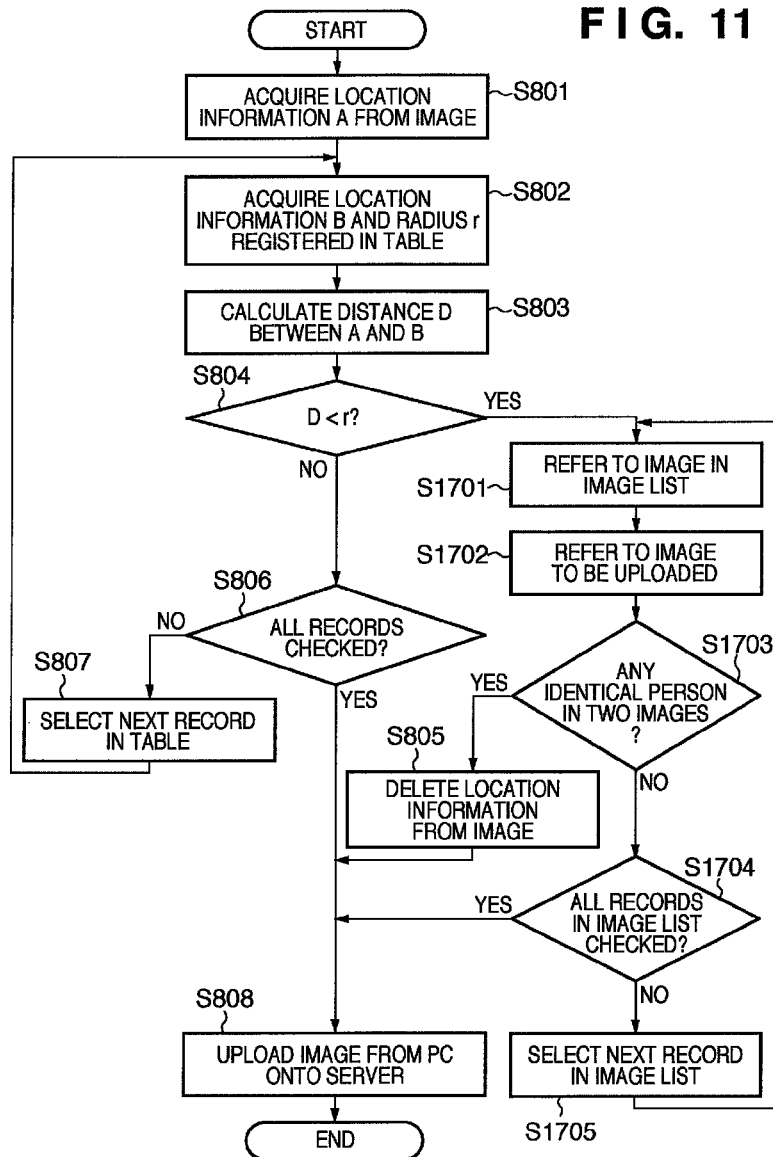 FIG. 11
START
ACQUIRE LOCATION
INFORMATION A FROM IMAGE
S801
ACQUIRE LOCATION
INFORMATION B AND RADIUS r
REGISTERED IN TABLE
S802
CALCULATE DISTANCE D
BETWEEN A AND B
S803
S804
D < r?
YES
NO
REFER TO IMAGE IN
IMAGE LIST
S1701
S1702
REFER TO IMAGE
TO BE UPLOADED
S806
ALL RECORDS
CHECKED?
NO
YES
S807
SELECT NEXT RECORD
IN TABLE
S1703
ANY
IDENTICAL PERSON
IN TWO IMAGES
?
YES
NO
S805
DELETE LOCATION
INFORMATION
FROM IMAGE
S1704
ALL RECORDS
IN IMAGE LIST
CHECKED?
YES
NO
S808
UPLOAD IMAGE FROM PC
ONTO SERVER
SELECT NEXT RECORD
IN IMAGE LIST
S1705
END